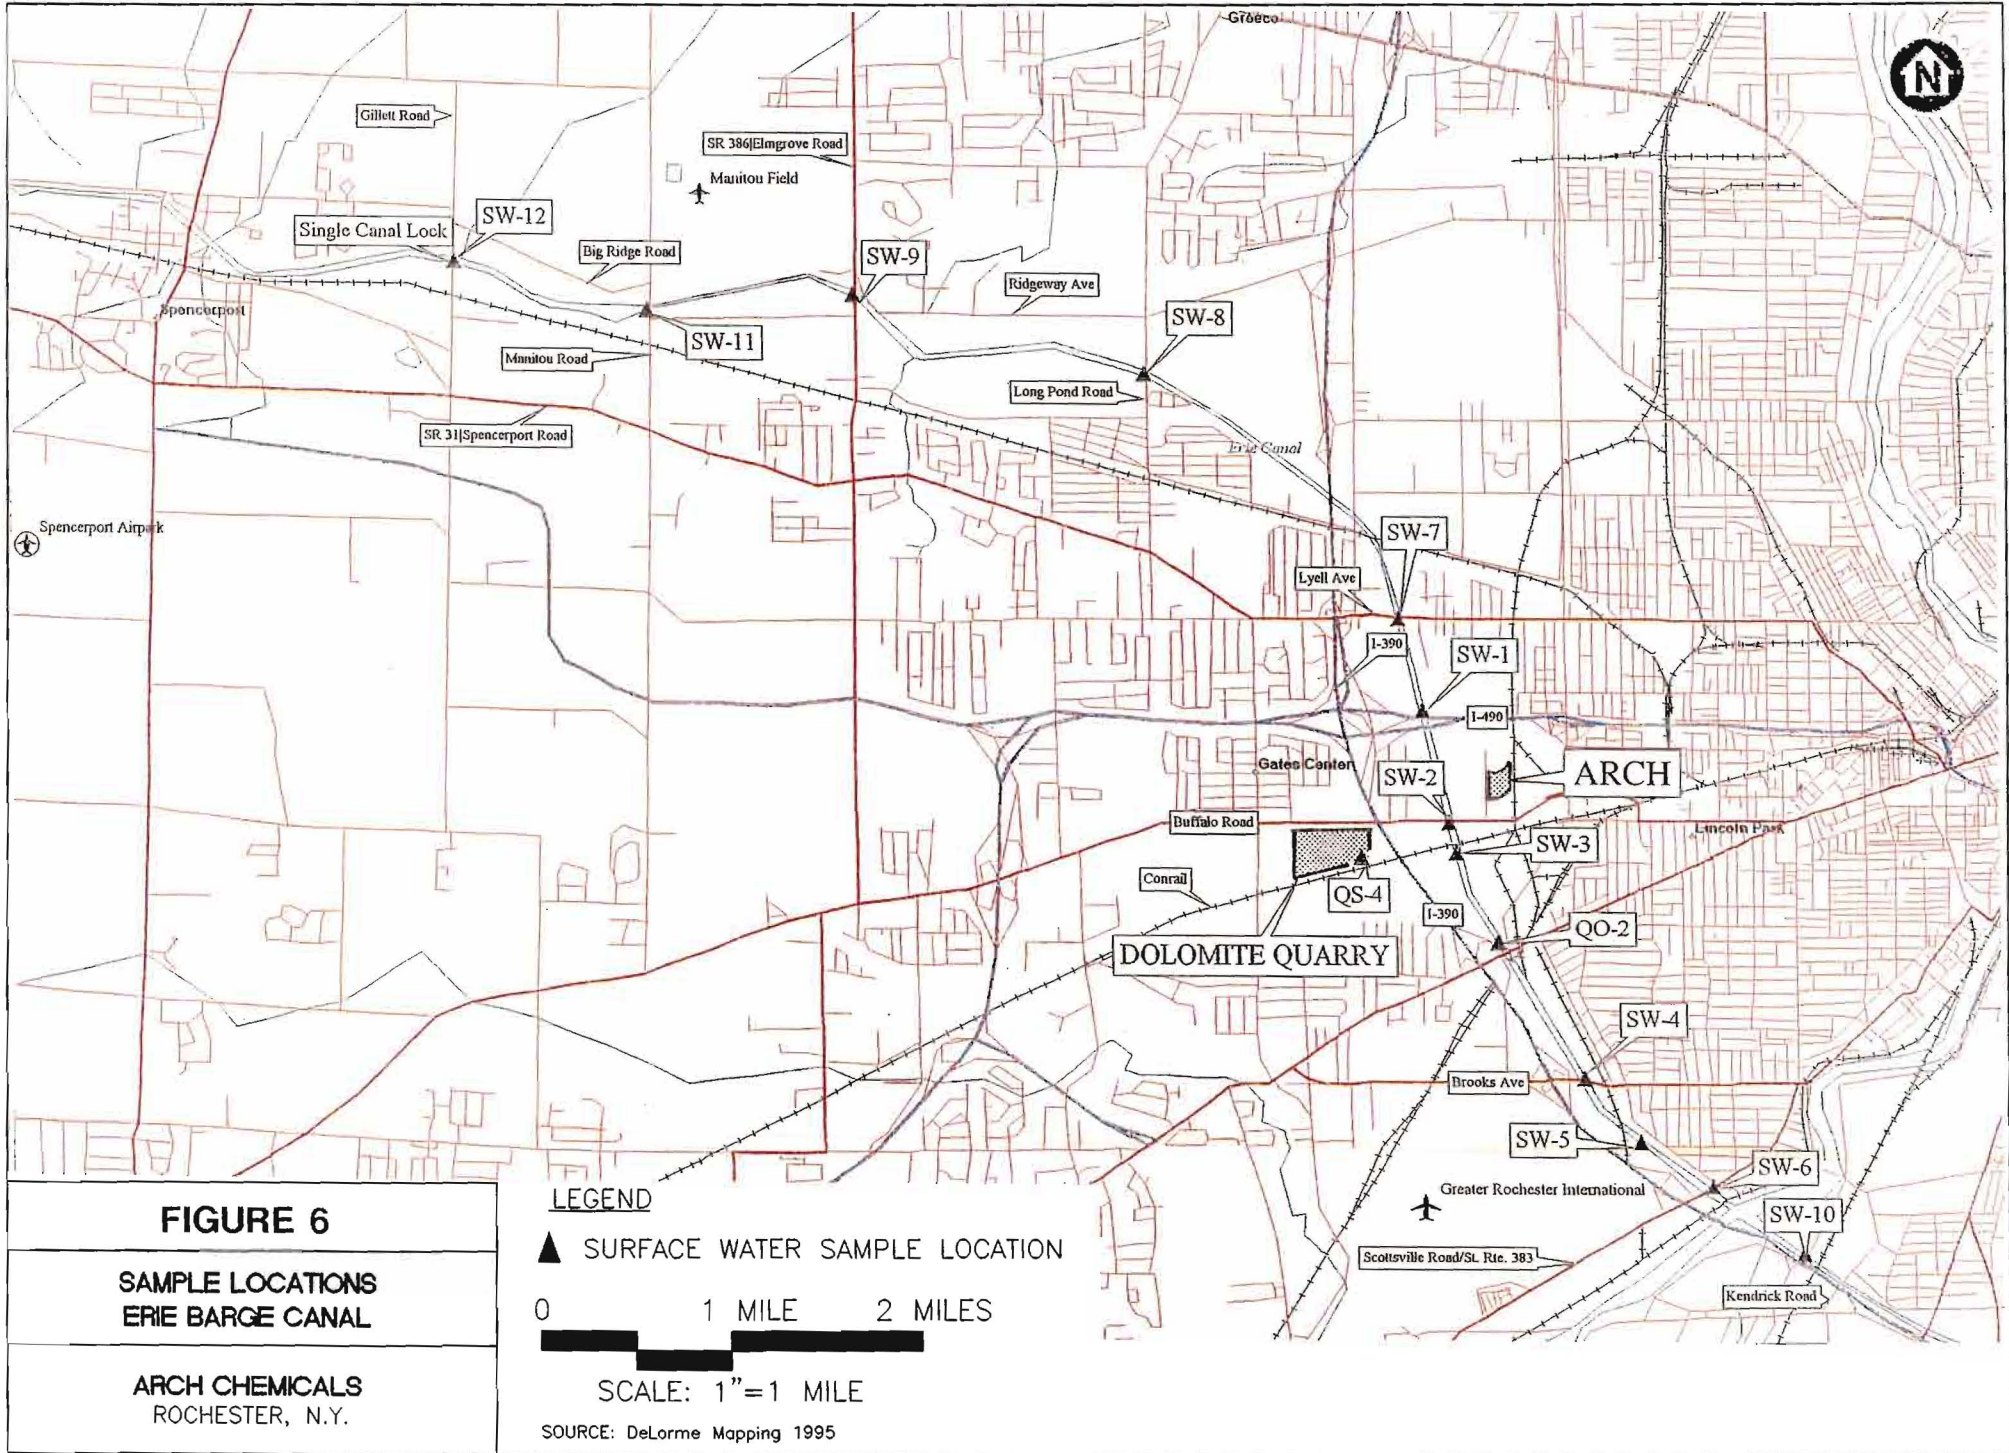 Greece
N
Gillett Road
SR 386|Elmgrove Road
Manitou Field
SW-12
Single Canal Lock
Big Ridge Road
SW-9
Ridgeway Ave
Spencerport
SW-8
SW-11
Manitou Road
Long Pond Road
SR 31|Spencerport Road
Erie Canal
Spencerport Airpark
SW-7
Lyell Ave
I-390
SW-1
I-490
Gates Center
SW-2
ARCH
Buffalo Road
Lincoln Park
SW-3
Conrail
QS-4
I-390
QO-2
DOLOMITE QUARRY
SW-4
Brooks Ave
SW-5
SW-6
Greater Rochester International
SW-10
Scottsville Road/St. Rte. 383
Kendrick Road
FIGURE 6
SAMPLE LOCATIONS
ERIE BARGE CANAL
ARCH CHEMICALS
ROCHESTER, N.Y.
LEGEND
SURFACE WATER SAMPLE LOCATION
0 1 MILE 2 MILES
SCALE: 1"=1 MILE
SOURCE: DeLorme Mapping 1995